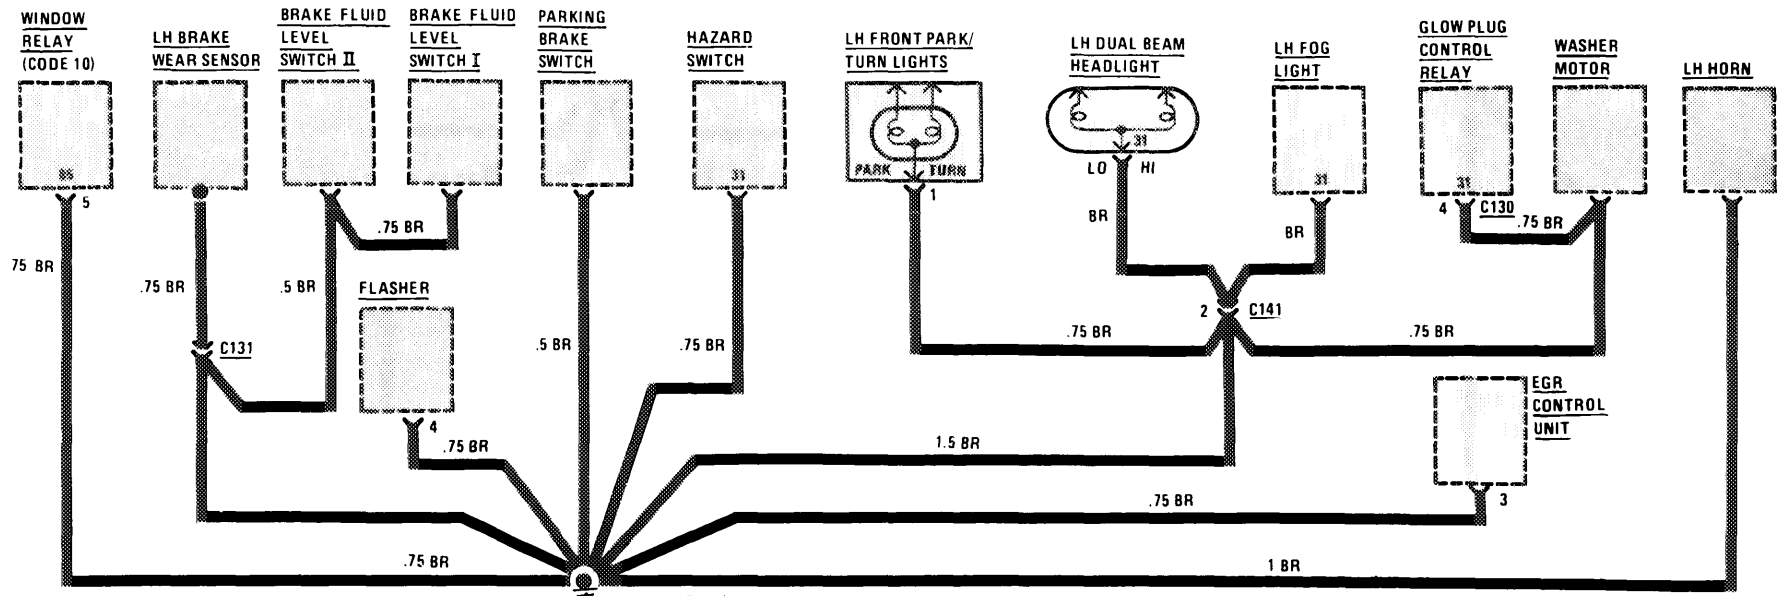 WINDOW
RELAY
(CODE 10)
LH BRAKE
WEAR SENSOR
BRAKE FLUID
LEVEL
SWITCH II
BRAKE FLUID
LEVEL
SWITCH I
PARKING
BRAKE
SWITCH
HAZARD
SWITCH
LH FRONT PARK/
TURN LIGHTS
LH DUAL BEAM
HEADLIGHT
LH FOG
LIGHT
GLOW PLUG
CONTROL
RELAY
WASHER
MOTOR
LH HORN
85
31
PARK
TURN
31
LO
HI
31
31
5
1
4
C130
.75 BR
.75 BR
BR
BR
75 BR
.75 BR
.5 BR
FLASHER
2
C141
C131
.5 BR
.75 BR
.75 BR
.75 BR
EGR
CONTROL
UNIT
4
.75 BR
1.5 BR
.75 BR
3
.75 BR
1 BR